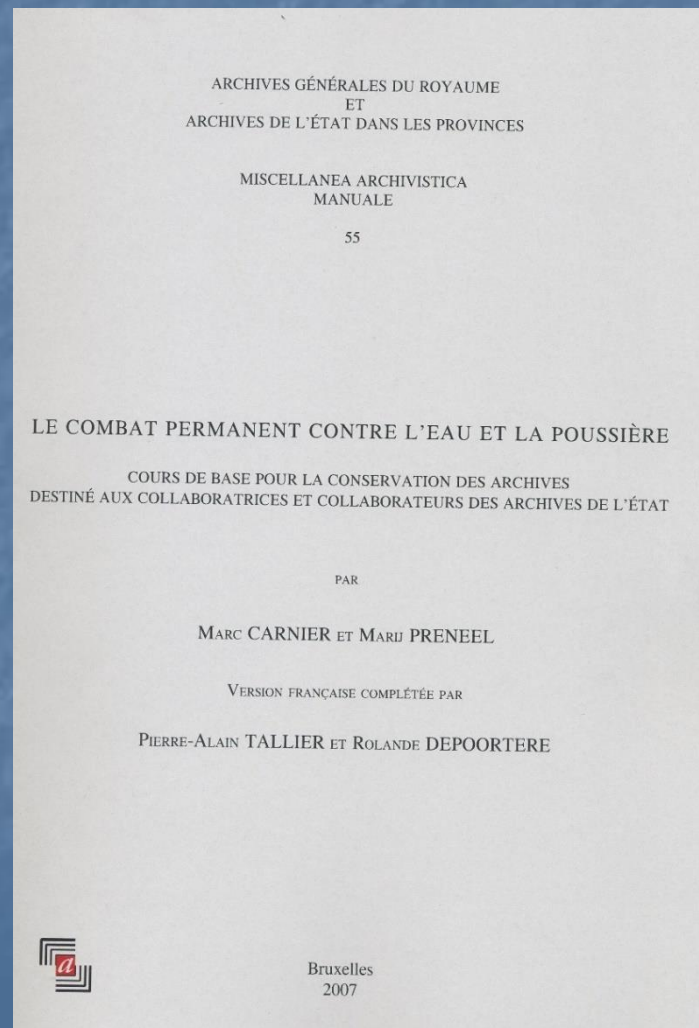 ARCHIVES GÉNÉRALES DU ROYAUME
ET
ARCHIVES DE L'ÉTAT DANS LES PROVINCES
MISCELLANEA ARCHIVISTICA
MANUALE
55
LE COMBAT PERMANENT CONTRE L'EAU ET LA POUSSIÈRE
COURS DE BASE POUR LA CONSERVATION DES ARCHIVES
DESTINÉ AUX COLLABORATRICES ET COLLABORATEURS DES ARCHIVES DE L'ÉTAT
PAR
MARC CARNIER ET MARIJ PRENEEL
VERSION FRANÇAISE COMPLÉTÉE PAR
PIERRE-ALAIN TALLIER ET ROLANDE DEPOORTERE
a
Bruxelles
2007